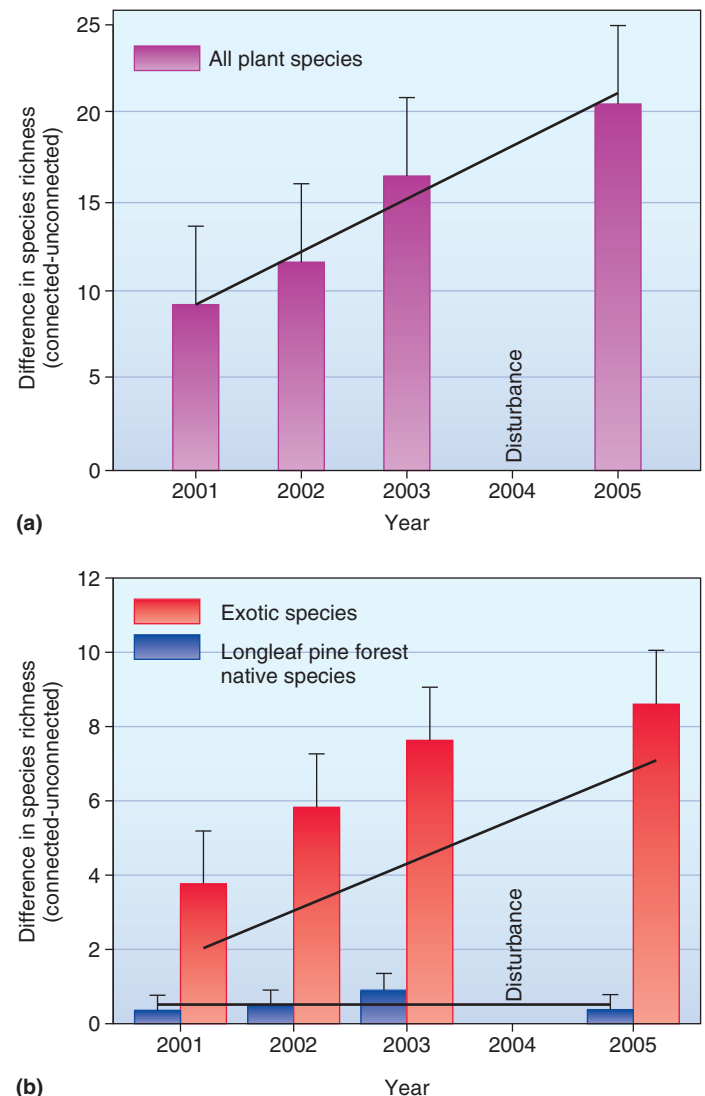 25
20
15
10
5
0
Difference in species richness
(connected-unconnected)
All plant species
Disturbance
2001 2002 2003 2004 2005
(a)
Year
12
10
8
6
4
2
0
Difference in species richness
(connected-unconnected)
Exotic species
Longleaf pine forest
native species
Disturbance
2001 2002 2003 2004 2005
(b)
Year